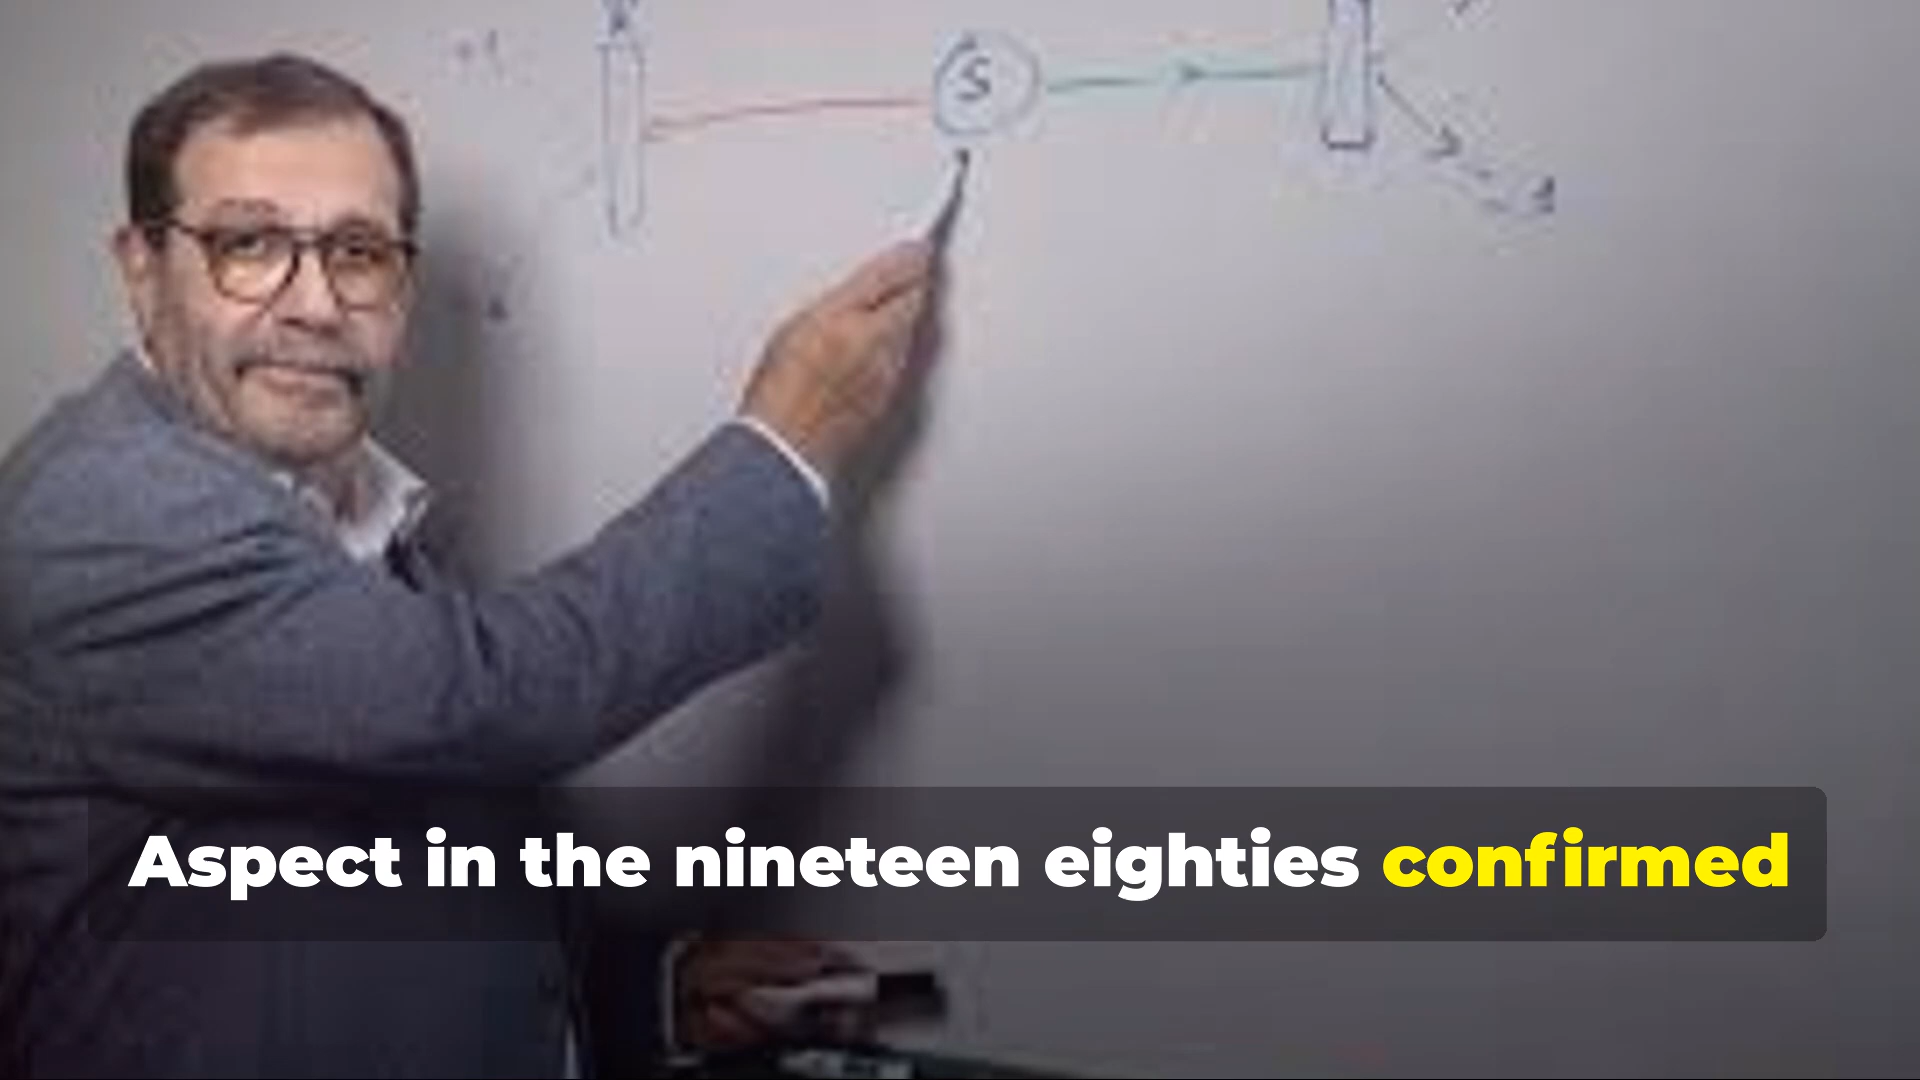 S
Aspect in the nineteen eighties confirmed